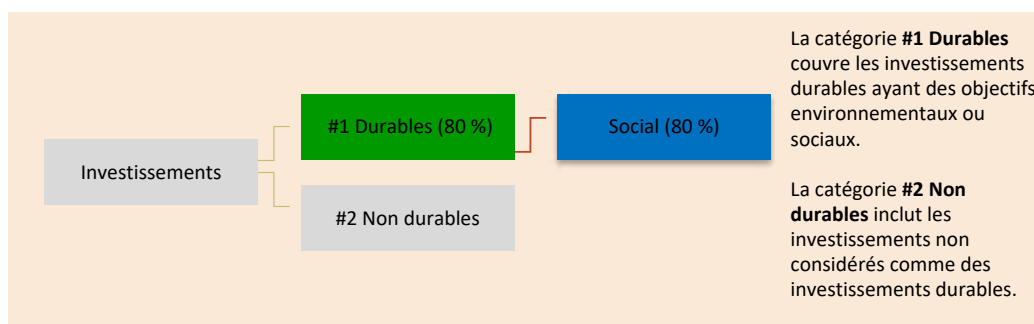 La catégorie #1 Durables
couvre les investissements
durables ayant des objectifs
environnementaux ou
sociaux.
#1 Durables (80 %)
Social (80 %)
Investissements
#2 Non durables
La catégorie #2 Non
durables inclut les
investissements non
considérés comme des
investissements durables.